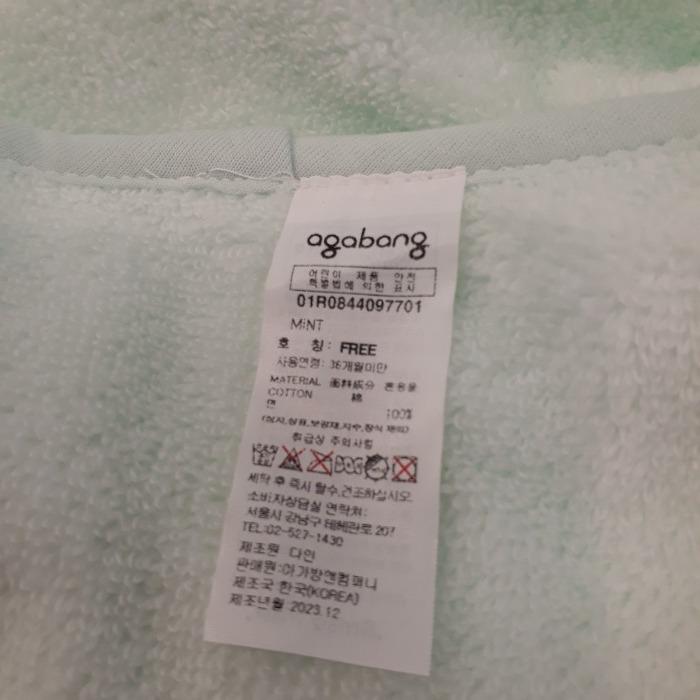 agabang
어린이 제품 안전
특별법에 의한 표시
01R0844097701
MiNT
호 칭: FREE
사용연령: 36개월미만
MATERIAL 面料成分 혼용율
COTTON 綿
면 100%
취급상 주의사항
세탁 후 즉시 탈수,건조하십시오.
소비자상담실 연락처:
서울시 강남구 테헤란로 207
TEL:02-527-1430
제조원 다인
판매원:아가방앤컴퍼니
제조국 한국(KOREA)
제조년월:2023.12